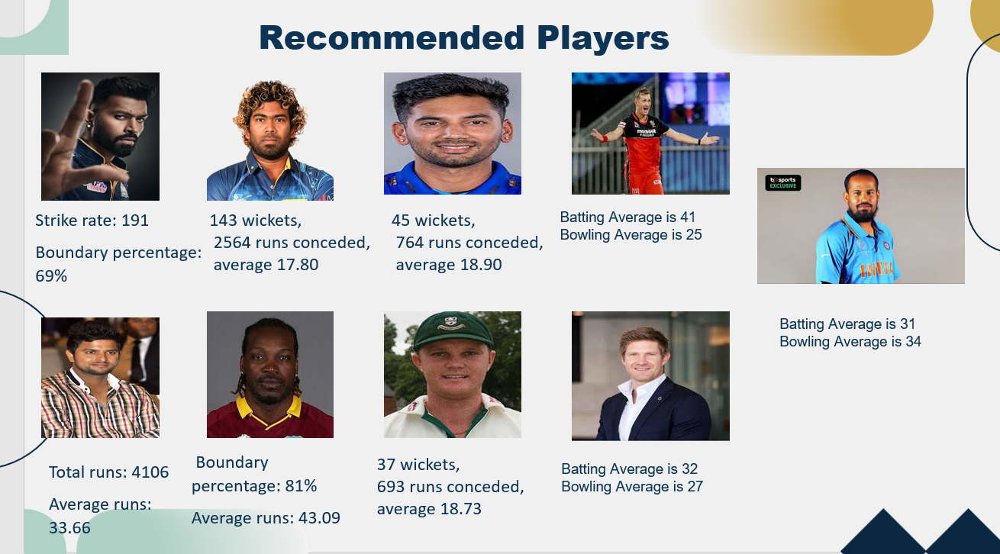 Recommended Players
Strike rate: 191
Boundary percentage:
69%
143 wickets,
2564 runs conceded,
average 17.80
45 wickets,
764 runs conceded,
average 18.90
Batting Average is 41
Bowling Average is 25
EXCLUSIVE
INDIA
Batting Average is 31
Bowling Average is 34
Total runs: 4106
Average runs:
33.66
Boundary
percentage: 81%
Average runs: 43.09
37 wickets,
693 runs conceded,
average 18.73
Batting Average is 32
Bowling Average is 27